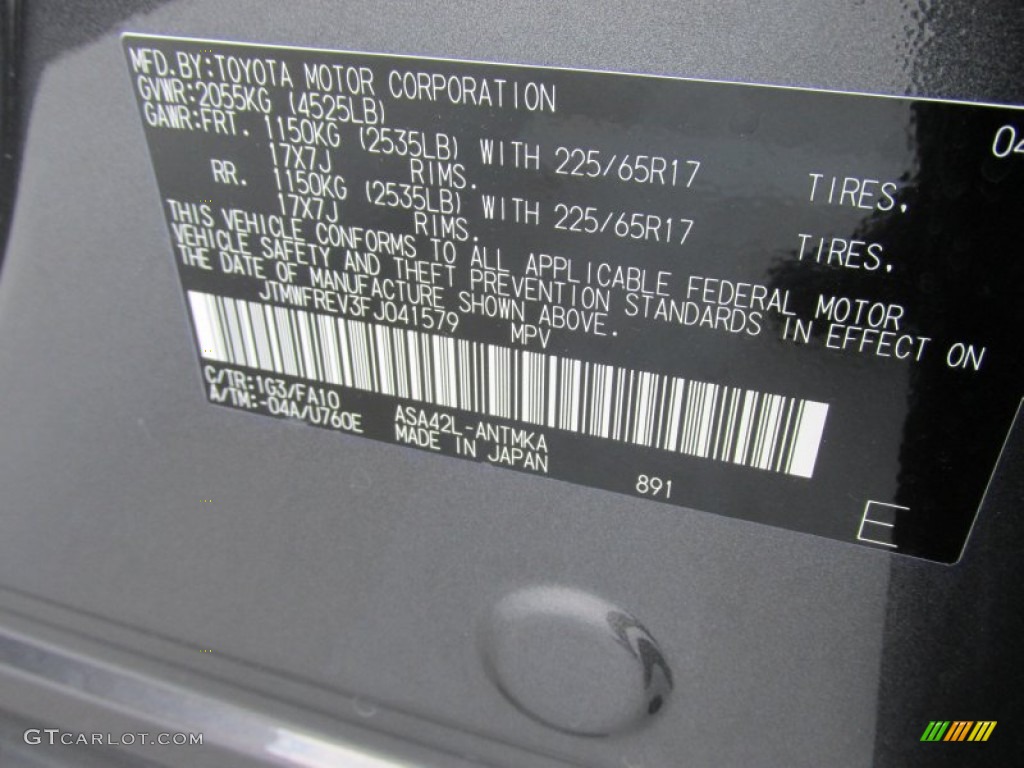 MFD.BY:TOYOTA MOTOR CORPORATION
04
GVWR:2055KG (4525LB)
GAWR:FRT. 1150KG (2535LB) WITH 225/65R17 TIRES,
17X7J RIMS.
RR. 1150KG (2535LB) WITH 225/65R17 TIRES,
17X7J RIMS.
THIS VEHICLE CONFORMS TO ALL APPLICABLE FEDERAL MOTOR
VEHICLE SAFETY AND THEFT PREVENTION STANDARDS IN EFFECT ON
THE DATE OF MANUFACTURE SHOWN ABOVE.
JTMWFREV3FJ041579 MPV
C/TR:1G3/FA10
A/TM:-04A/U760E
ASA42L-ANTMKA
MADE IN JAPAN
891
E
GTCARLOT.COM